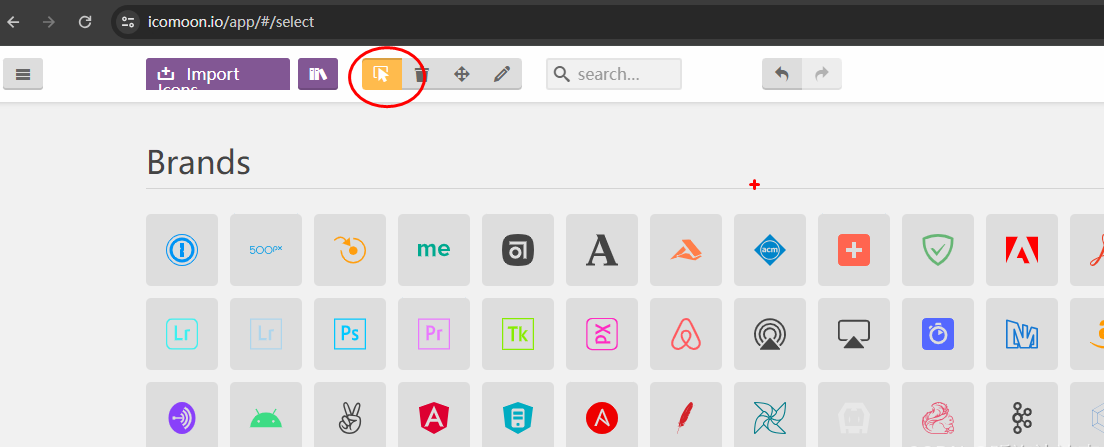 icomoon.io/app/#/select
Import
Icons
search...
Brands
500px
me
a
A
acm
Lr
Lr
Ps
Pr
Tk
PX